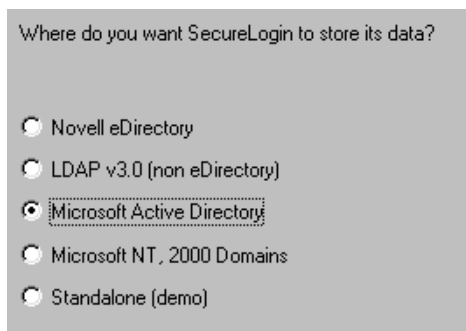 Where do you want SecureLogin to store its data?
Novell eDirectory
LDAP v3.0 (non eDirectory)
Microsoft Active Directory
Microsoft NT, 2000 Domains
Standalone (demo)